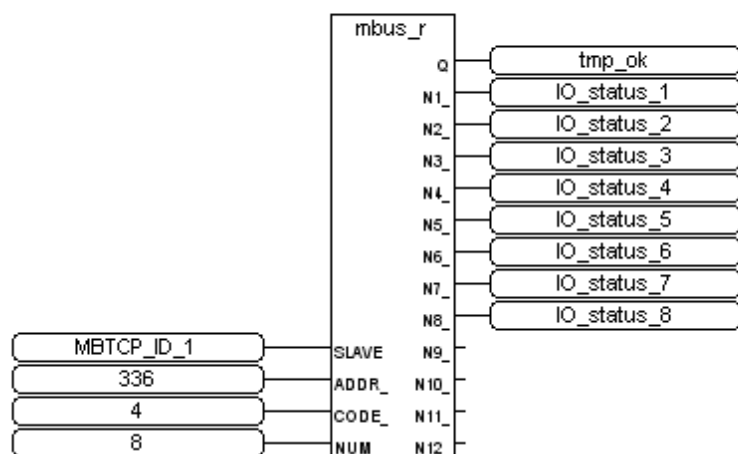 mbus_r
Q tmp_ok
N1_ IO_status_1
N2_ IO_status_2
N3_ IO_status_3
N4_ IO_status_4
N5_ IO_status_5
N6_ IO_status_6
N7_ IO_status_7
N8_ IO_status_8
MBTCP_ID_1 SLAVE N9_
336 ADDR_ N10_
4 CODE_ N11_
8 NUM N12